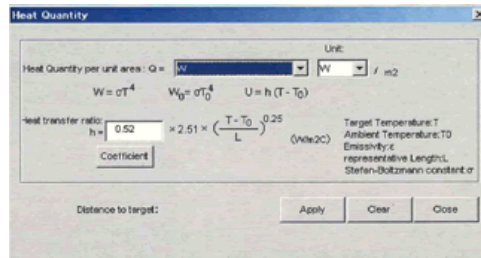 Heat Quantity
Unit:
Heat Quantity per unit area : Q = W W / m2
W = σT⁴ W₀= σT₀⁴ U = h (T - T₀)
Heat transfer ratio:
h = 0.52 × 2.51 × (T - T₀ / L)^0.25 (W/m2C)
Coefficient
Target Temperature:T
Ambient Temperature:T0
Emissivity:ε
representative Length:L
Stefan-Boltzmann constant:σ
Distance to target:
Apply Clear Close